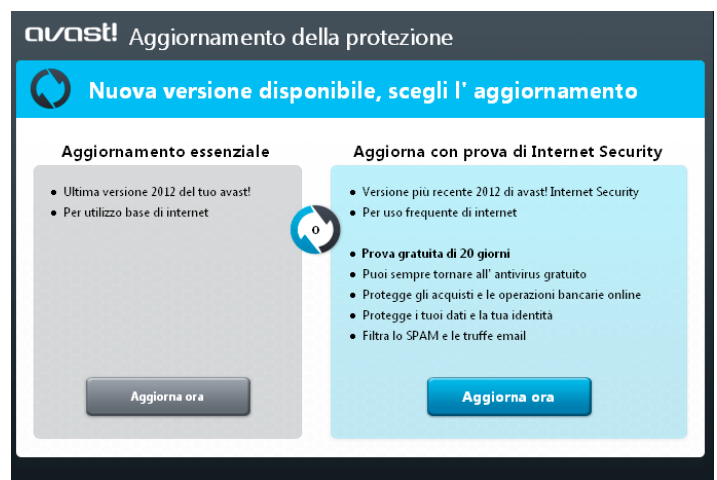 avast! Aggiornamento della protezione
Nuova versione disponibile, scegli l' aggiornamento
Aggiornamento essenziale
• Ultima versione 2012 del tuo avast!
• Per utilizzo base di internet
Aggiorna ora
o
Aggiorna con prova di Internet Security
• Versione più recente 2012 di avast! Internet Security
• Per uso frequente di internet
• Prova gratuita di 20 giorni
• Puoi sempre tornare all' antivirus gratuito
• Protegge gli acquisti e le operazioni bancarie online
• Protegge i tuoi dati e la tua identità
• Filtra lo SPAM e le truffe email
Aggiorna ora